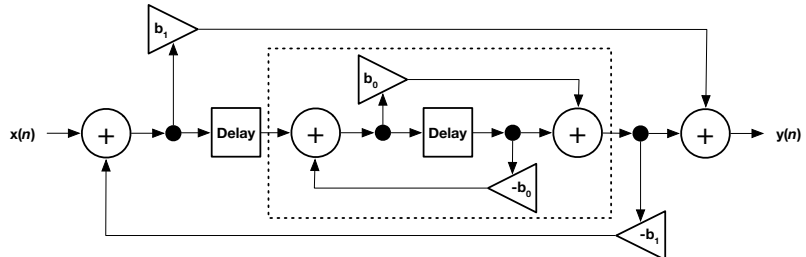 b₁
b₀
x(n)
+
Delay
+
Delay
+
+
y(n)
-b₀
-b₁